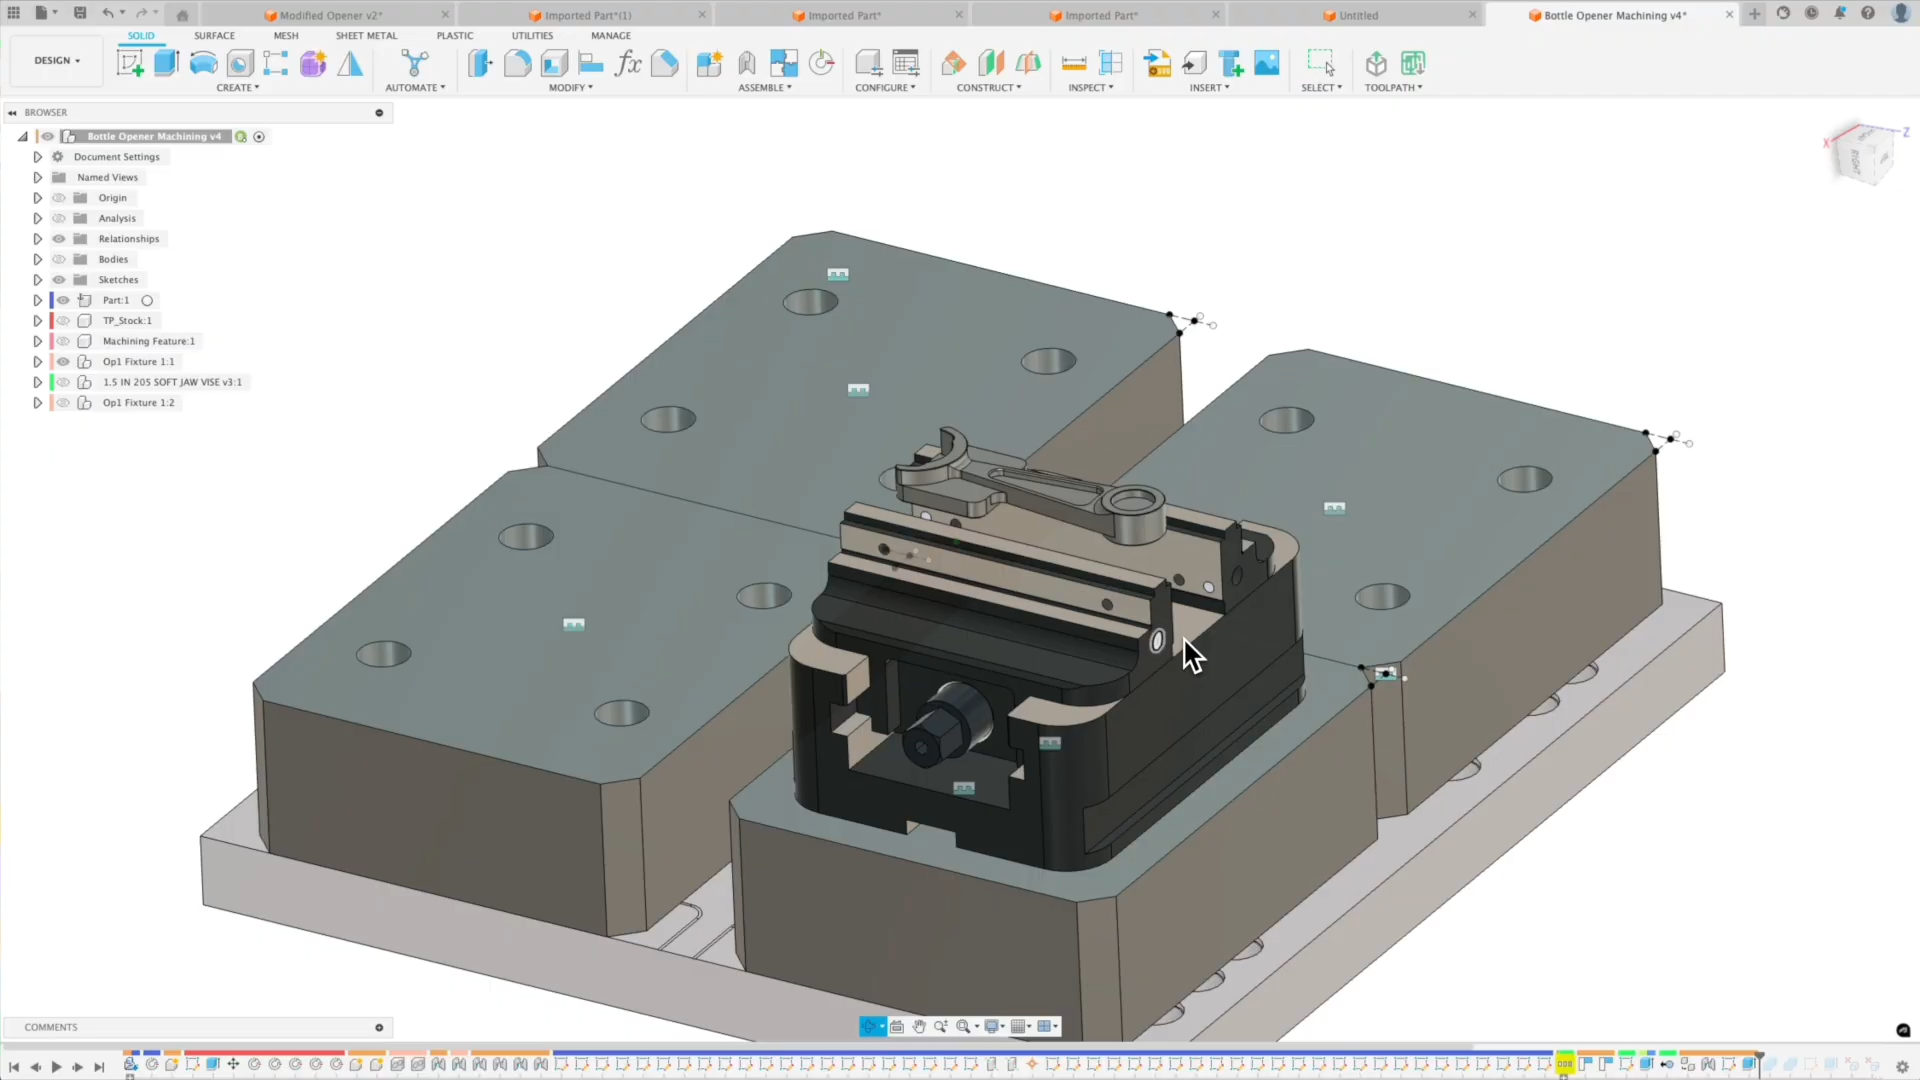 Modified Opener v2*
Imported Part*(1)
Imported Part*
Imported Part*
Untitled
Bottle Opener Machining v4*
DESIGN
SOLID
SURFACE
MESH
SHEET METAL
PLASTIC
UTILITIES
MANAGE
CREATE
AUTOMATE
MODIFY
ASSEMBLE
CONFIGURE
CONSTRUCT
INSPECT
INSERT
SELECT
TOOLPATH
BROWSER
Bottle Opener Machining v4
Document Settings
Named Views
Origin
Analysis
Relationships
Bodies
Sketches
Part:1
TP_Stock:1
Machining Feature:1
Op1 Fixture 1:1
1.5 IN 205 SOFT JAW VISE v3:1
Op1 Fixture 1:2
X
Z
RIGHT
COMMENTS